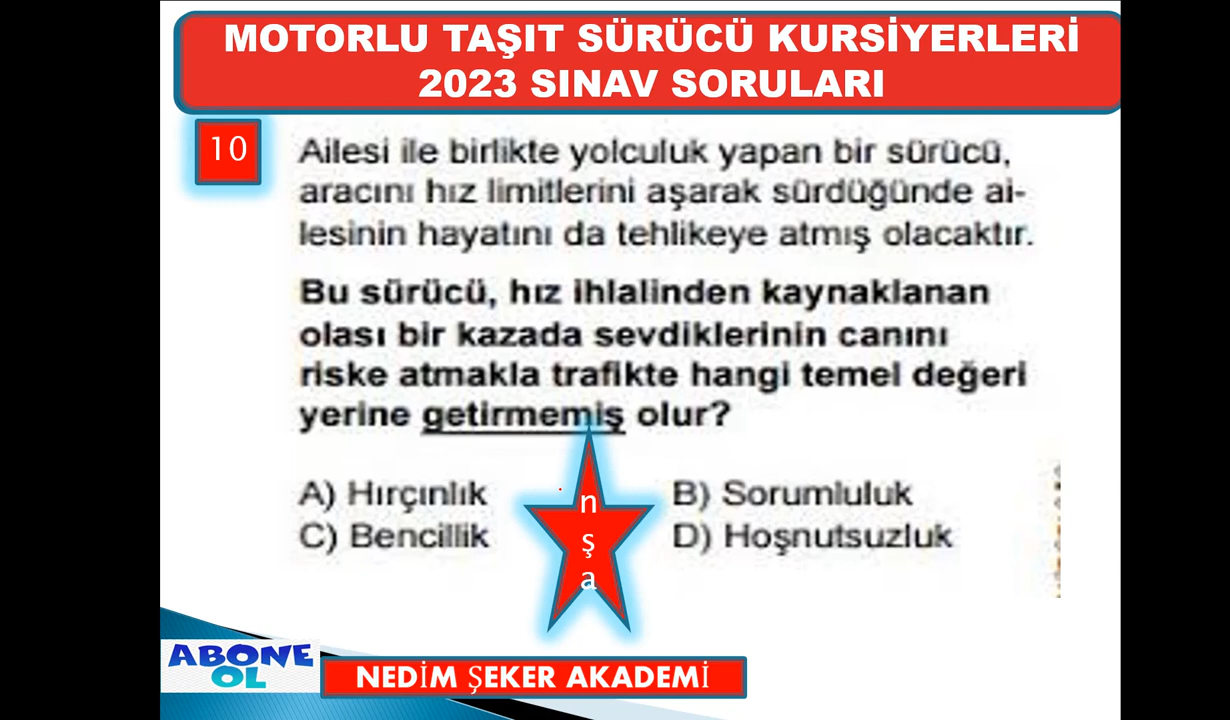 MOTORLU TAŞIT SÜRÜCÜ KURSİYERLERİ
2023 SINAV SORULARI
10
Ailesi ile birlikte yolculuk yapan bir sürücü,
aracını hız limitlerini aşarak sürdüğünde ai-
lesinin hayatını da tehlikeye atmış olacaktır.
Bu sürücü, hız ihlalinden kaynaklanan
olası bir kazada sevdiklerinin canını
riske atmakla trafikte hangi temel değeri
yerine getirmemiş olur?
A) Hırçınlık B) Sorumluluk
C) Bencillik D) Hoşnutsuzluk
n
ş
a
ABONE
OL
NEDİM ŞEKER AKADEMİ